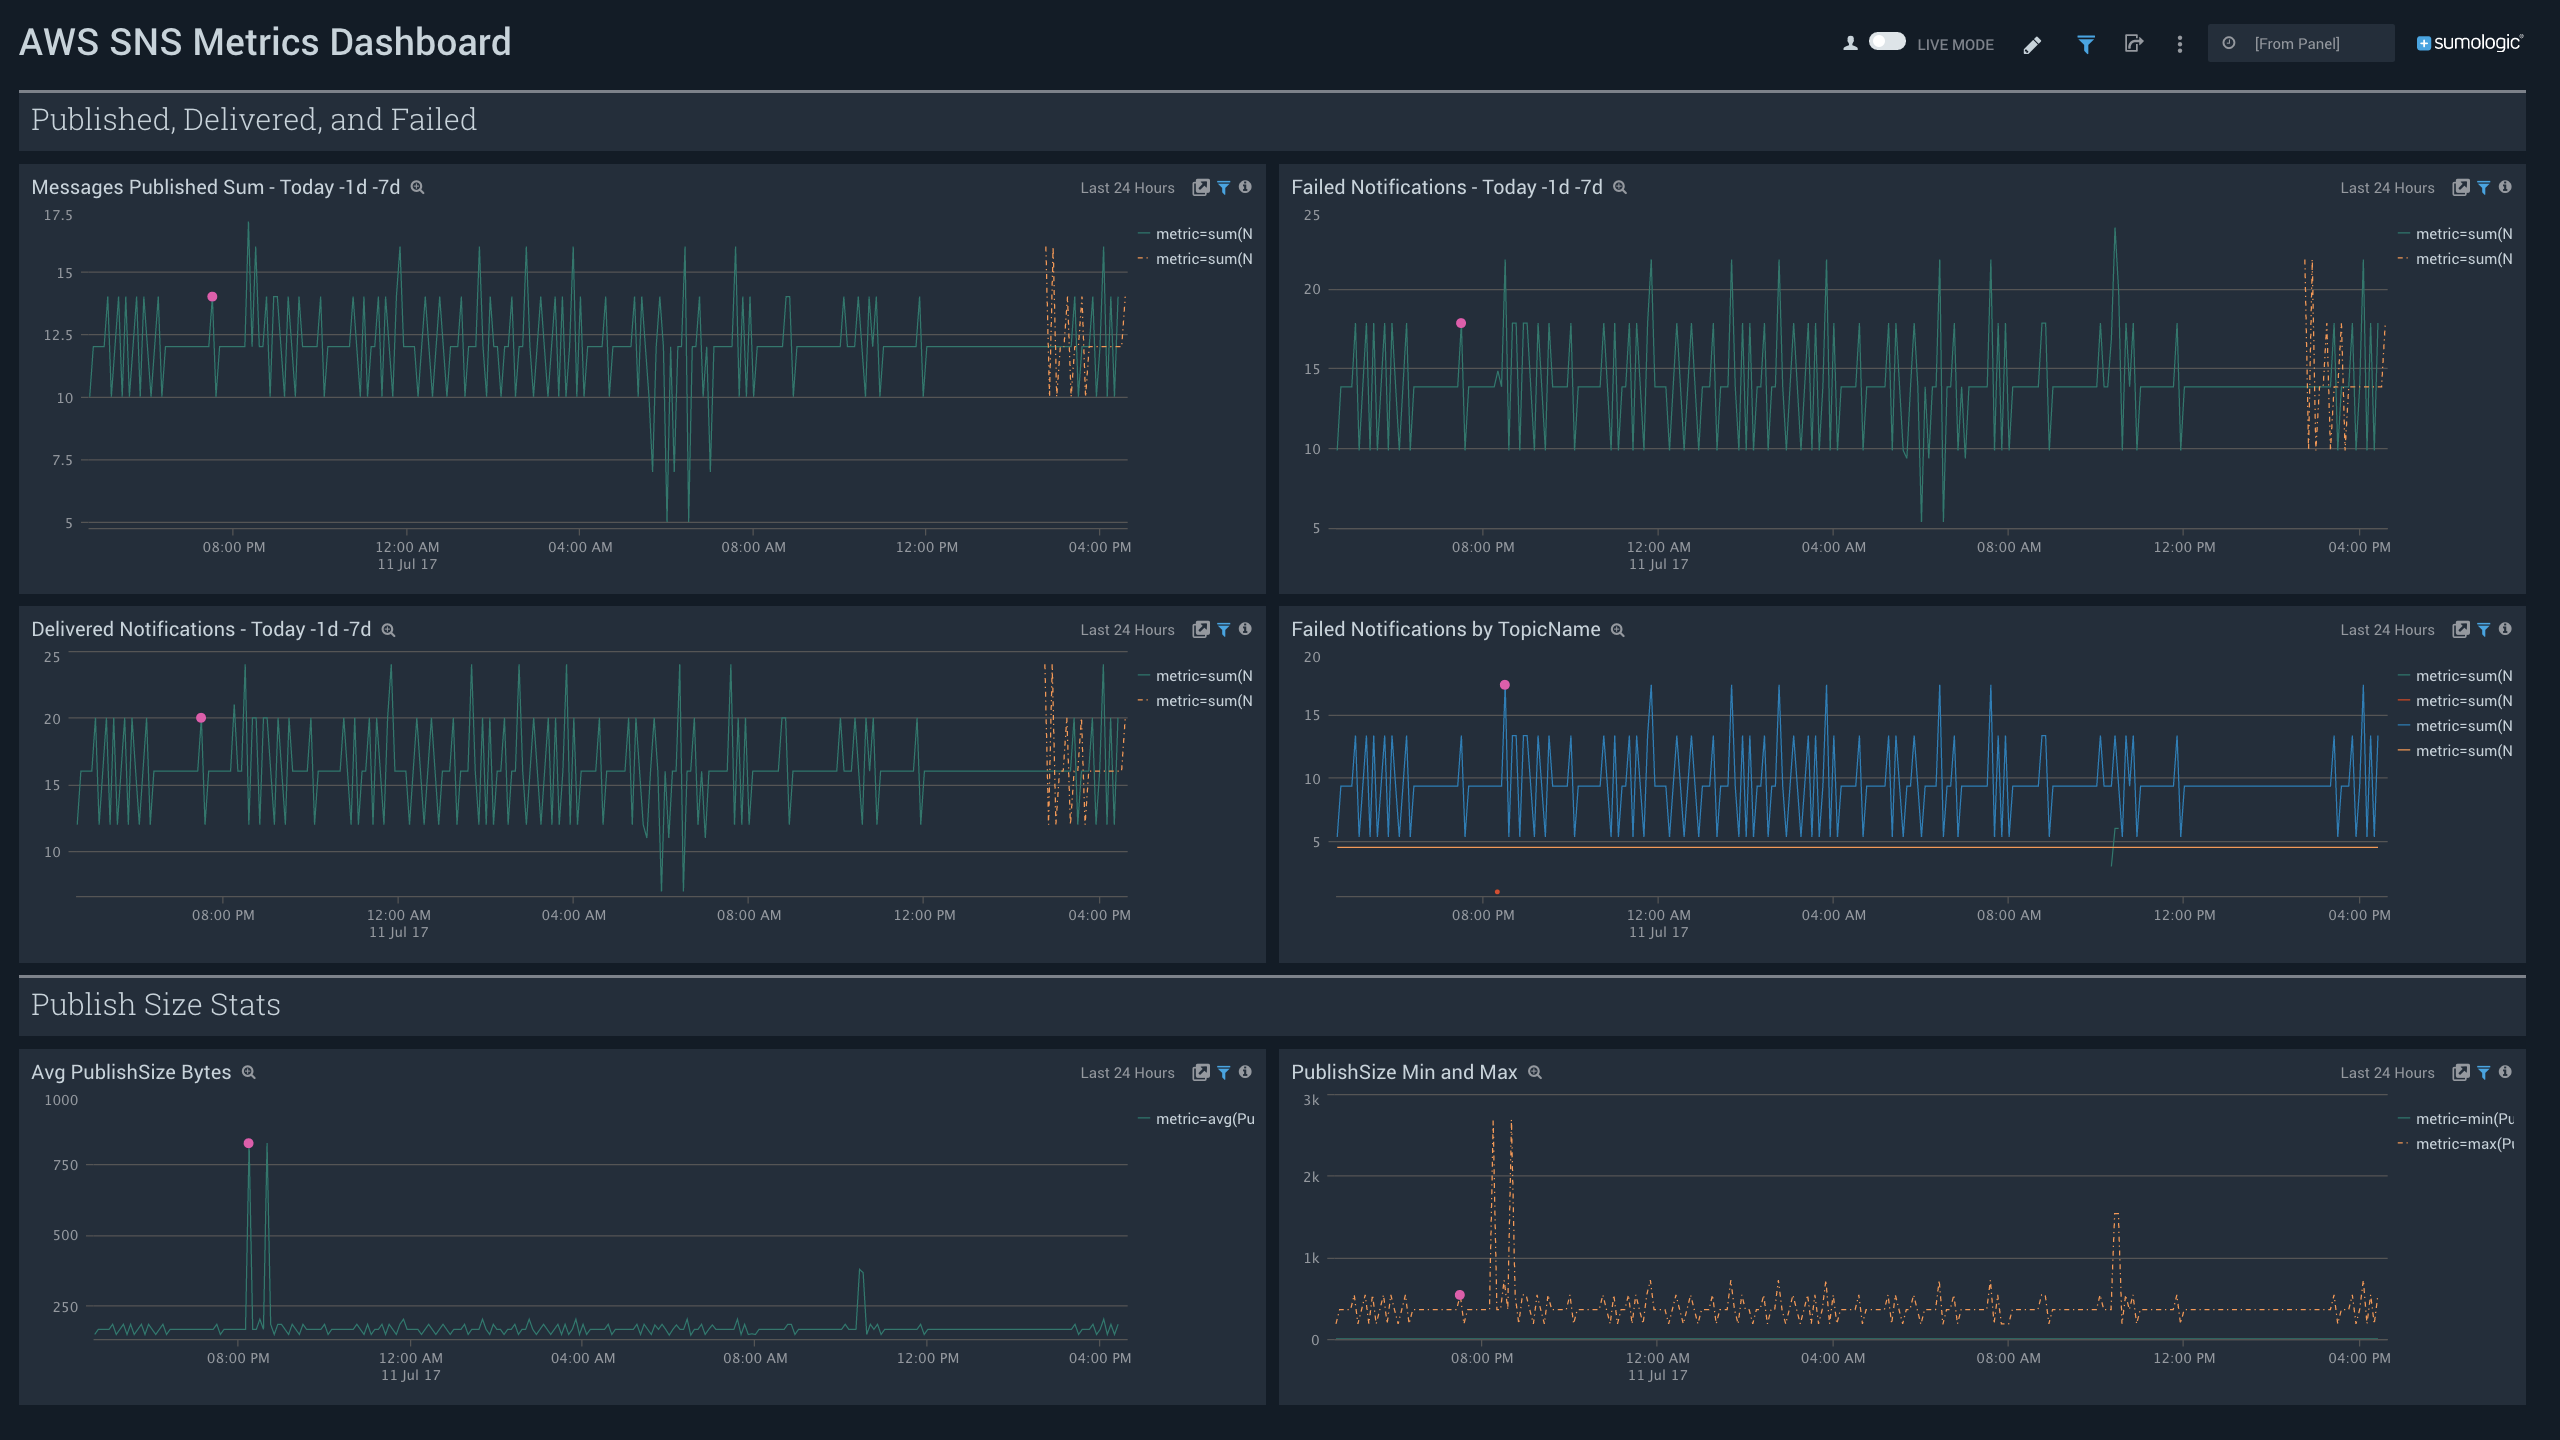 AWS SNS Metrics Dashboard
LIVE MODE
[From Panel]
sumologic
Published, Delivered, and Failed
Messages Published Sum - Today -1d -7d
Last 24 Hours
17.5
15
12.5
10
7.5
5
08:00 PM
12:00 AM
11 Jul 17
04:00 AM
08:00 AM
12:00 PM
04:00 PM
metric=sum(N
metric=sum(N
Failed Notifications - Today -1d -7d
Last 24 Hours
25
20
15
10
5
08:00 PM
12:00 AM
11 Jul 17
04:00 AM
08:00 AM
12:00 PM
04:00 PM
metric=sum(N
metric=sum(N
Delivered Notifications - Today -1d -7d
Last 24 Hours
25
20
15
10
08:00 PM
12:00 AM
11 Jul 17
04:00 AM
08:00 AM
12:00 PM
04:00 PM
metric=sum(N
metric=sum(N
Failed Notifications by TopicName
Last 24 Hours
20
15
10
5
08:00 PM
12:00 AM
11 Jul 17
04:00 AM
08:00 AM
12:00 PM
04:00 PM
metric=sum(N
metric=sum(N
metric=sum(N
metric=sum(N
Publish Size Stats
Avg PublishSize Bytes
Last 24 Hours
1000
750
500
250
08:00 PM
12:00 AM
11 Jul 17
04:00 AM
08:00 AM
12:00 PM
04:00 PM
metric=avg(Pu
PublishSize Min and Max
Last 24 Hours
3k
2k
1k
0
08:00 PM
12:00 AM
11 Jul 17
04:00 AM
08:00 AM
12:00 PM
04:00 PM
metric=min(Pu
metric=max(Pu